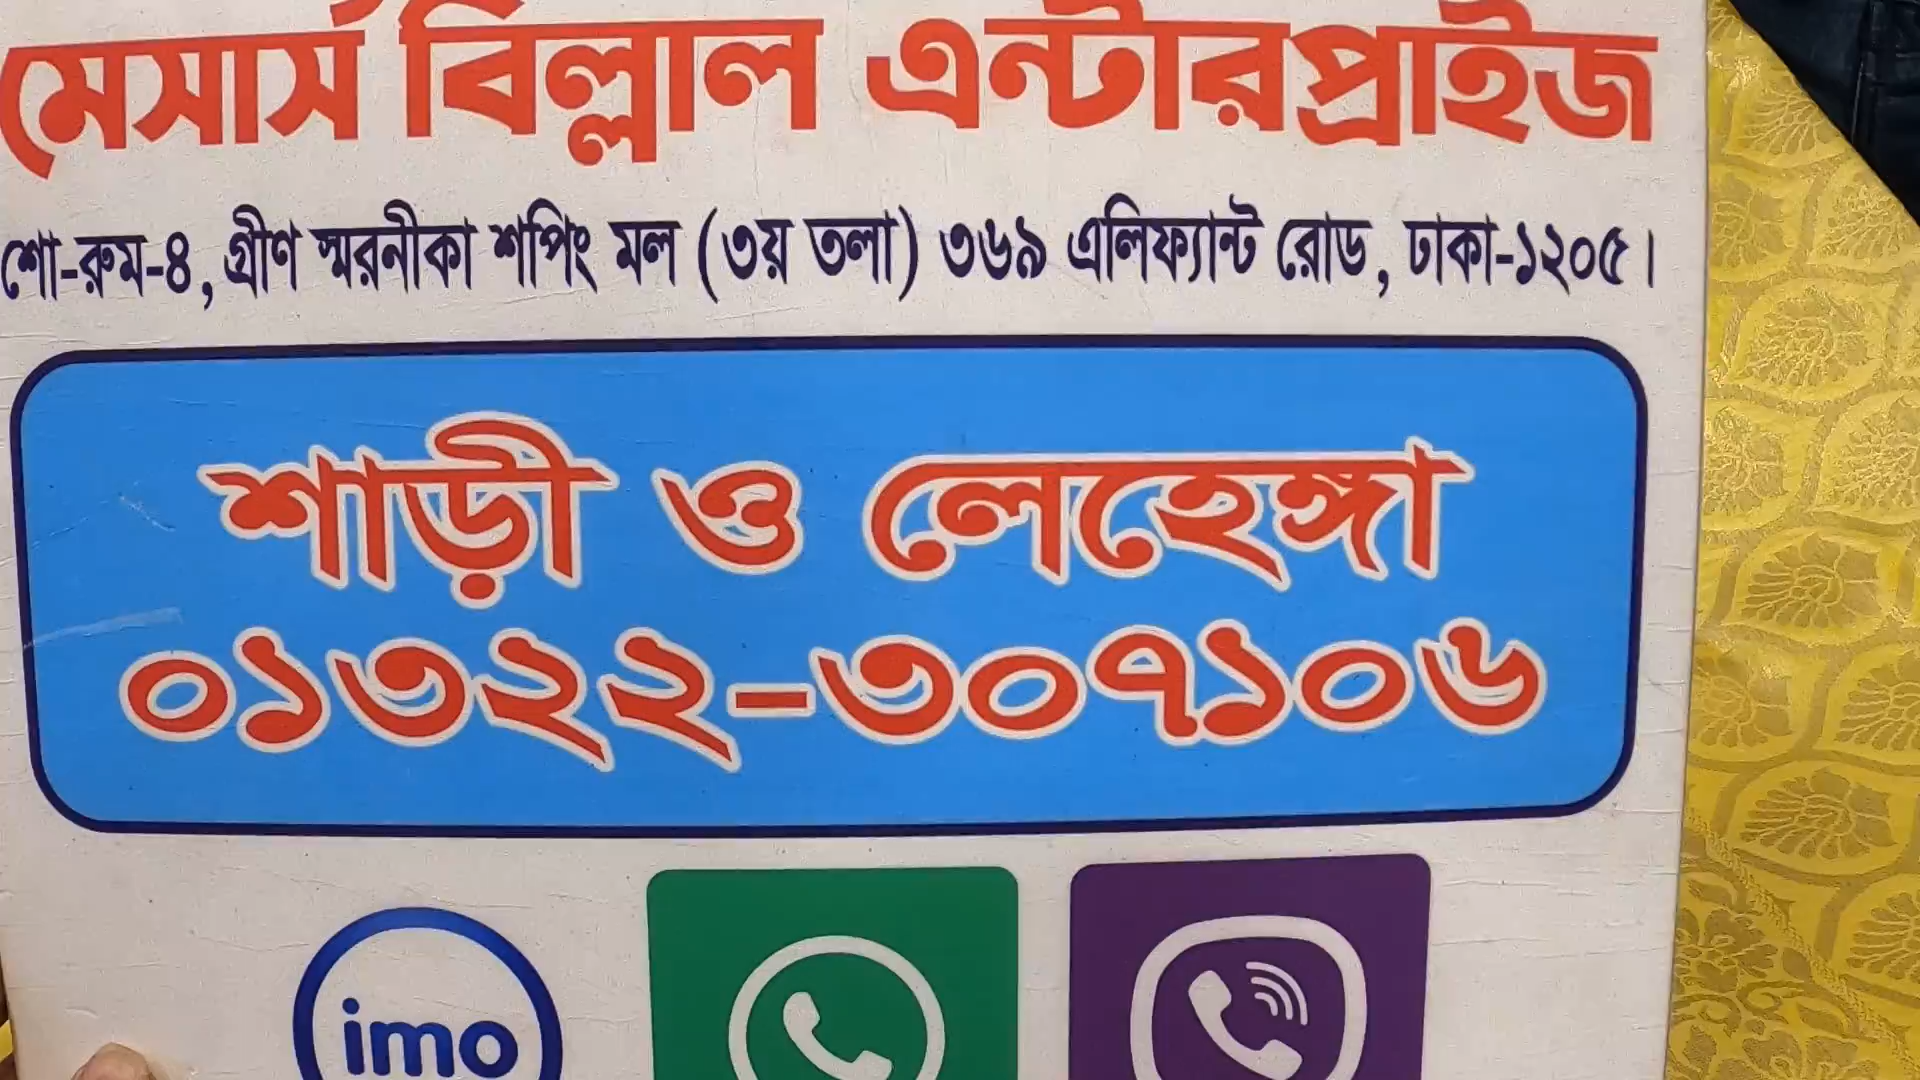 মেসার্স বিল্লাল এন্টারপ্রাইজ
শো-রুম-৪, গ্রীণ স্মরনীকা শপিং মল (৩য় তলা) ৩৬৯ এলিফ্যান্ট রোড, ঢাকা-১২০৫।
শাড়ী ও লেহেঙ্গা
০১৩২২-৩০৭১০৬
imo